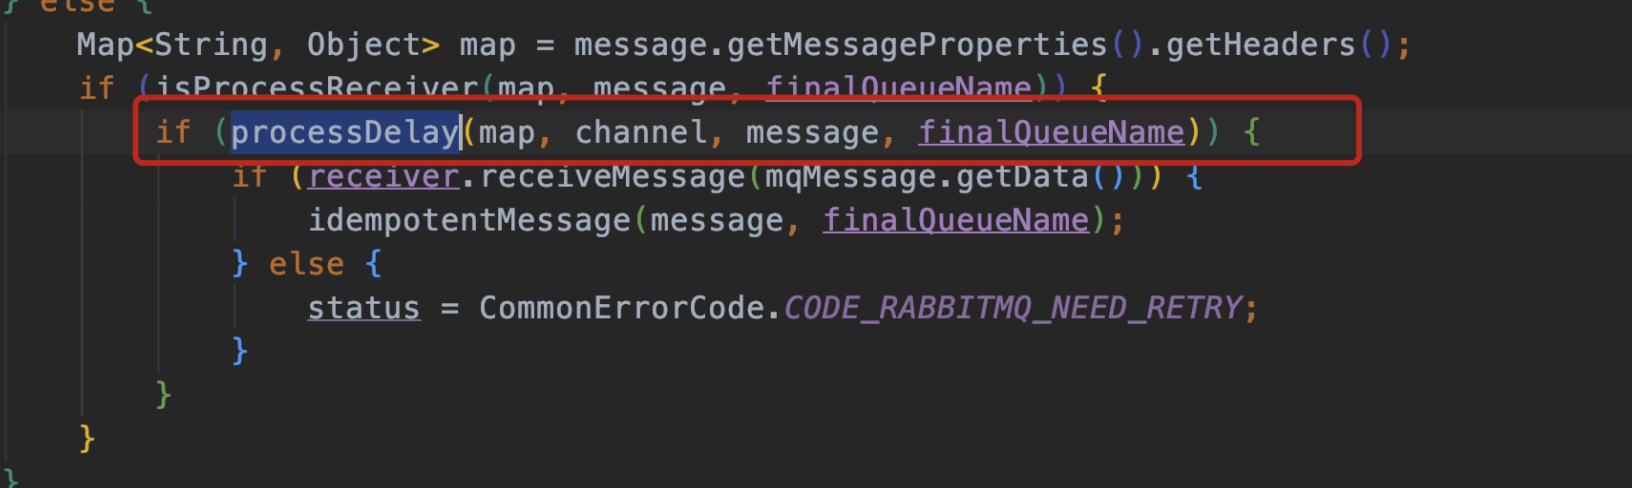 } else {
Map<String, Object> map = message.getMessageProperties().getHeaders();
if (isProcessReceiver(map, message, finalQueueName)) {
if (processDelay(map, channel, message, finalQueueName)) {
if (receiver.receiveMessage(mqMessage.getData())) {
idempotentMessage(message, finalQueueName);
} else {
status = CommonErrorCode.CODE_RABBITMQ_NEED_RETRY;
}
}
}
}